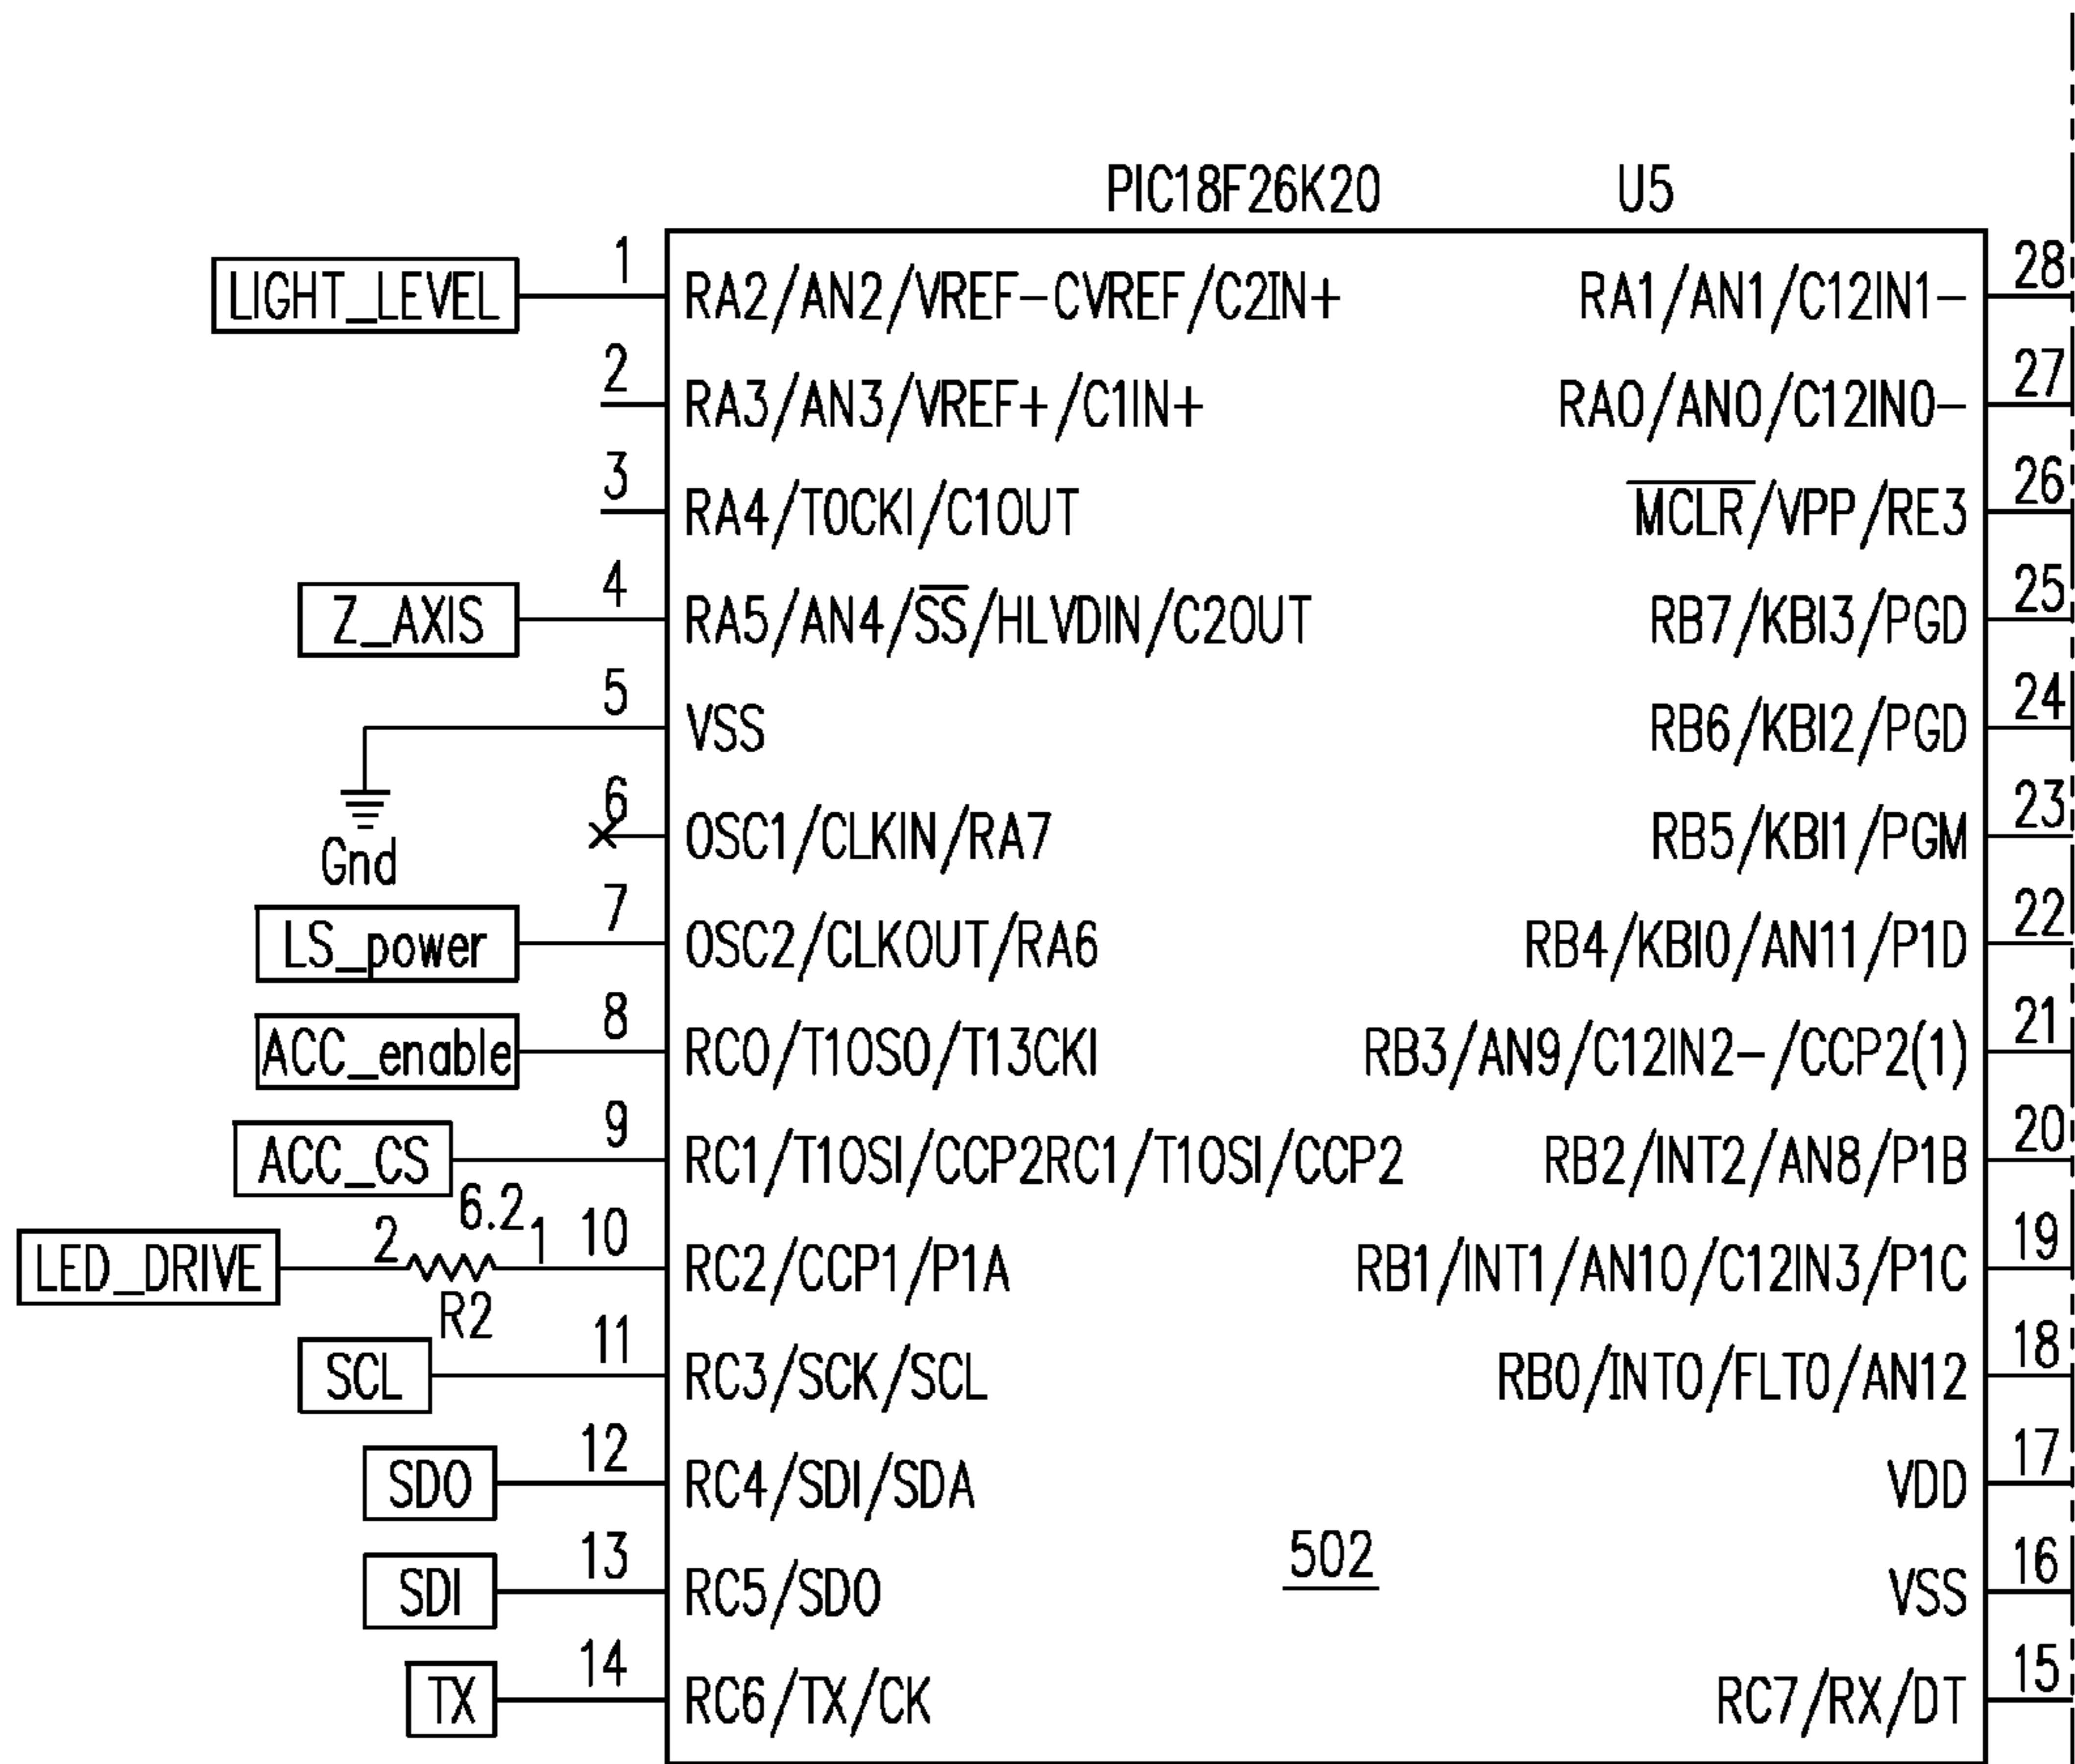 PIC18F26K20 U5
LIGHT_LEVEL 1 RA2/AN2/VREF-CVREF/C2IN+ RA1/AN1/C12IN1- 28
2 RA3/AN3/VREF+/C1IN+ RA0/AN0/C12IN0- 27
3 RA4/T0CKI/C1OUT MCLR/VPP/RE3 26
Z_AXIS 4 RA5/AN4/SS/HLVDIN/C2OUT RB7/KBI3/PGD 25
5 VSS RB6/KBI2/PGD 24
Gnd
6 OSC1/CLKIN/RA7 RB5/KBI1/PGM 23
LS_power 7 OSC2/CLKOUT/RA6 RB4/KBI0/AN11/P1D 22
ACC_enable 8 RC0/T1OSO/T13CKI RB3/AN9/C12IN2-/CCP2(1) 21
ACC_CS 9 RC1/T1OSI/CCP2RC1/T1OSI/CCP2 RB2/INT2/AN8/P1B 20
LED_DRIVE 2 6.2 1 10 RC2/CCP1/P1A RB1/INT1/AN10/C12IN3/P1C 19
R2
SCL 11 RC3/SCK/SCL RB0/INT0/FLT0/AN12 18
SDO 12 RC4/SDI/SDA VDD 17
SDI 13 RC5/SDO 502 VSS 16
TX 14 RC6/TX/CK RC7/RX/DT 15